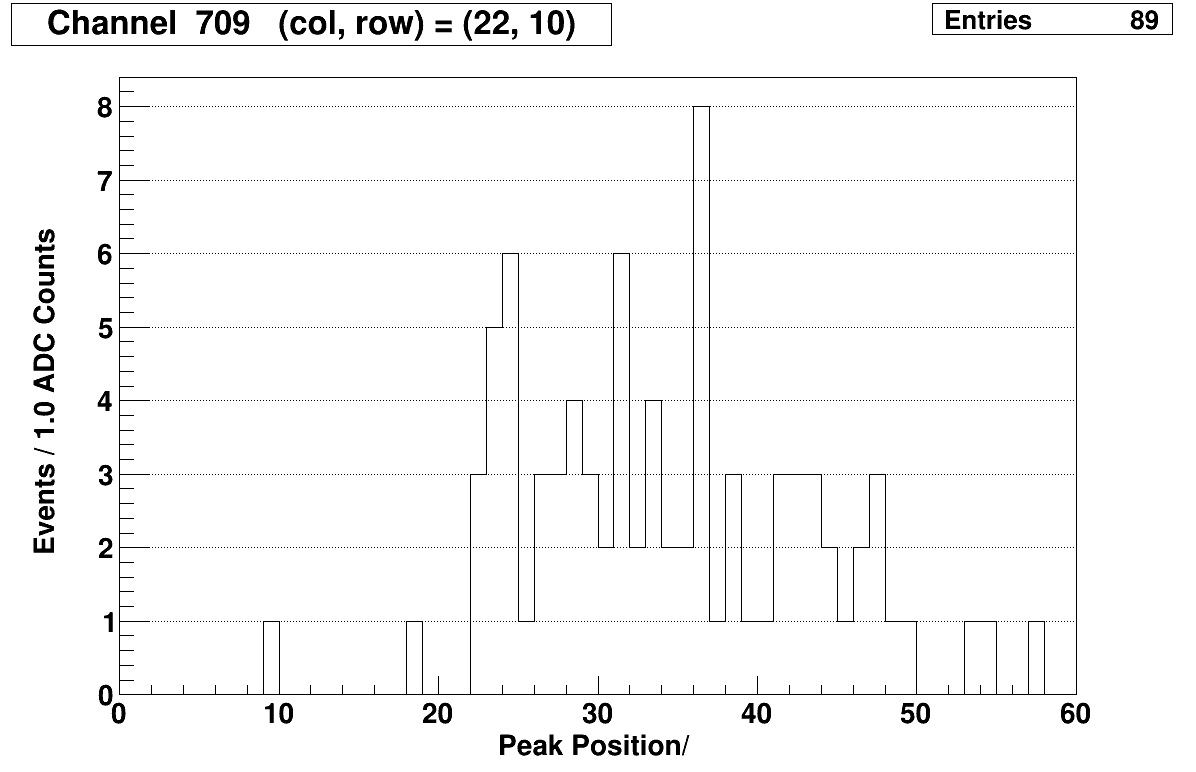 Channel 709 (col, row) = (22, 10)
Entries 89
8
7
6
5
4
3
2
1
0
Events / 1.0 ADC Counts
0 10 20 30 40 50 60
Peak Position/